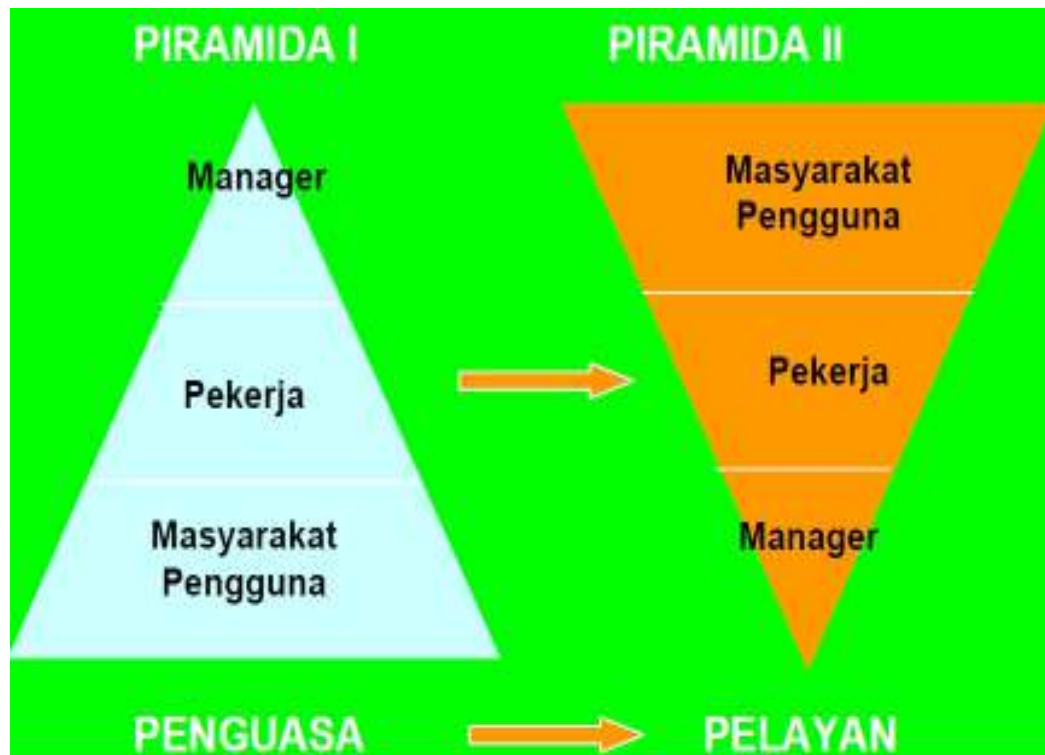 PIRAMIDA I
PIRAMIDA II
Manager
Pekerja
Masyarakat
Pengguna
Masyarakat
Pengguna
Pekerja
Manager
PENGUASA
PELAYAN